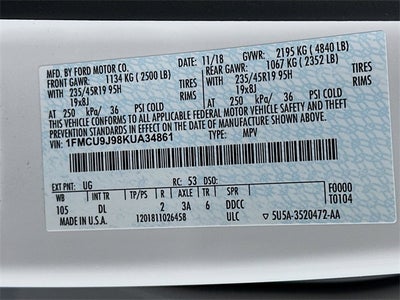 MFD. BY FORD MOTOR CO.
11/18 GVWR: 2195 KG (4840 LB)
FRONT GAWR: 1134 KG (2500 LB) REAR GAWR: 1067 KG (2352 LB)
WITH 235/45R19 95H WITH 235/45R19 95H
19x8J TIRES 19x8J TIRES
RIMS RIMS
AT 250 kPa/ 36 PSI COLD AT 250 kPa/ 36 PSI COLD
THIS VEHICLE CONFORMS TO ALL APPLICABLE FEDERAL MOTOR VEHICLE SAFETY/BUMPER
AND THEFT PREVENTION STANDARDS IN EFFECT ON THE DATE OF MANUFACTURE SHOWN ABOVE.
VIN: 1FMCU9J98KUA34861 TYPE: MPV
EXT PNT: UG RC: 53 DSO:
WB INT TR TP/PS R AXLE TR SPR F0000
105 DL 2 3A 6 DDCC T0104
MADE IN U.S.A. 1201811026458 ULC 5U5A-3520472-AA